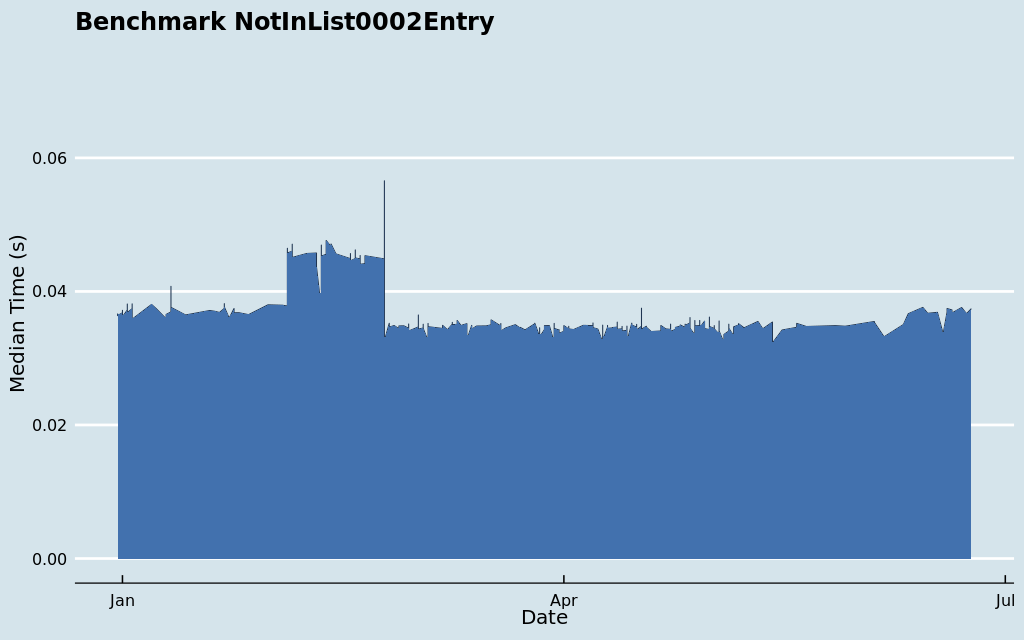 Benchmark NotInList0002Entry
Median Time (s)
0.06
0.04
0.02
0.00
Jan
Apr
Jul
Date